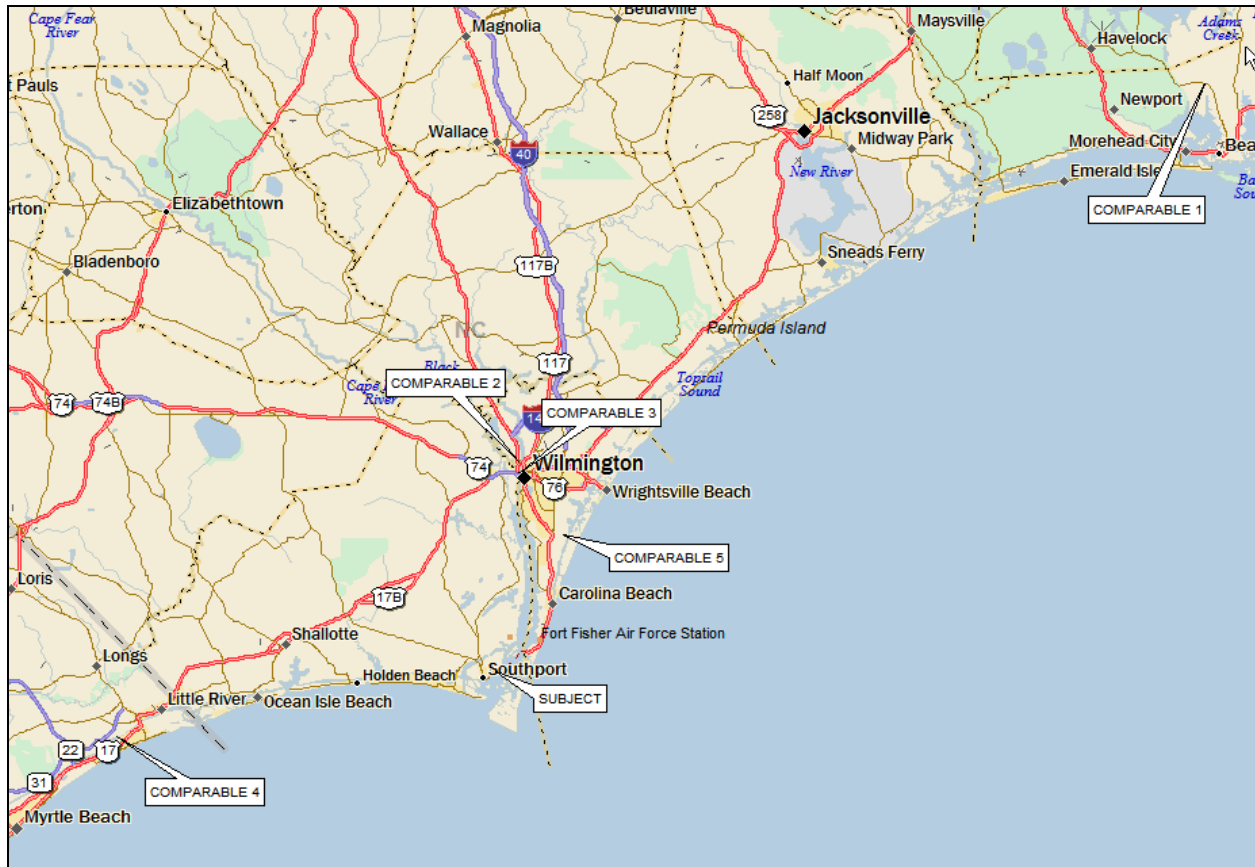 Cape Fear
River
Magnolia
Beulaville
Maysville
Adams
Creek
Havelock
Pauls
Half Moon
258
Jacksonville
Newport
Wallace
40
Midway Park
Morehead City
Bea
New River
Emerald Isle
Elizabethtown
erton
COMPARABLE 1
Bladenboro
117B
Sneads Ferry
NC
Permuda Island
117
Black
Topsail
Sound
COMPARABLE 2
Cape
River
74
74B
14
COMPARABLE 3
74
Wilmington
76
Wrightsville Beach
COMPARABLE 5
Loris
17B
Carolina Beach
Shallotte
Fort Fisher Air Force Station
Longs
Holden Beach
Southport
Little River
Ocean Isle Beach
SUBJECT
22
17
31
COMPARABLE 4
Myrtle Beach